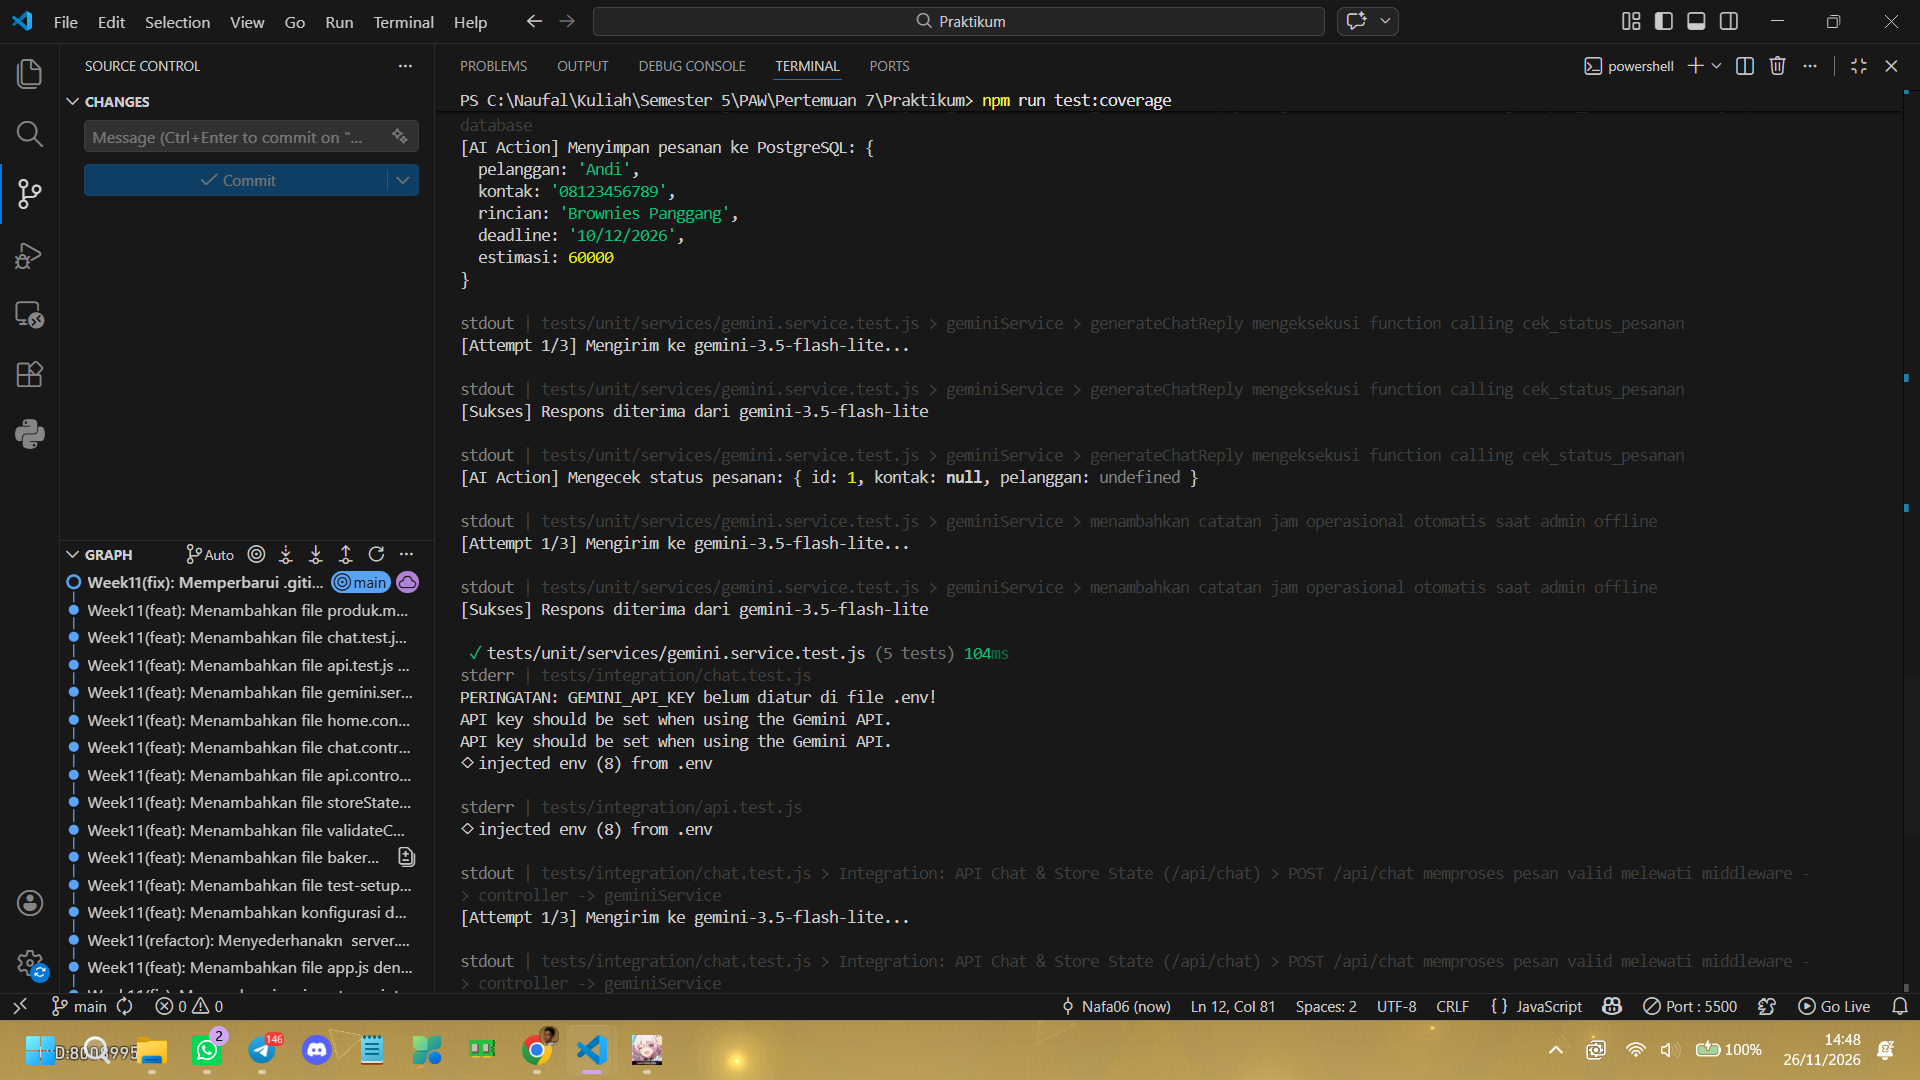 File Edit Selection View Go Run Terminal Help
Praktikum
SOURCE CONTROL
PROBLEMS OUTPUT DEBUG CONSOLE TERMINAL PORTS
powershell
CHANGES
Message (Ctrl+Enter to commit on "...
Commit
PS C:\Naufal\Kuliah\Semester 5\PAW\Pertemuan 7\Praktikum> npm run test:coverage
database
[AI Action] Menyimpan pesanan ke PostgreSQL: {
pelanggan: 'Andi',
kontak: '08123456789',
rincian: 'Brownies Panggang',
deadline: '10/12/2026',
estimasi: 60000
}
stdout | tests/unit/services/gemini.service.test.js > geminiService > generateChatReply mengeksekusi function calling cek_status_pesanan
[Attempt 1/3] Mengirim ke gemini-3.5-flash-lite...
stdout | tests/unit/services/gemini.service.test.js > geminiService > generateChatReply mengeksekusi function calling cek_status_pesanan
[Sukses] Respons diterima dari gemini-3.5-flash-lite
stdout | tests/unit/services/gemini.service.test.js > geminiService > generateChatReply mengeksekusi function calling cek_status_pesanan
[AI Action] Mengecek status pesanan: { id: 1, kontak: null, pelanggan: undefined }
stdout | tests/unit/services/gemini.service.test.js > geminiService > menambahkan catatan jam operasional otomatis saat admin offline
[Attempt 1/3] Mengirim ke gemini-3.5-flash-lite...
stdout | tests/unit/services/gemini.service.test.js > geminiService > menambahkan catatan jam operasional otomatis saat admin offline
[Sukses] Respons diterima dari gemini-3.5-flash-lite
✓ tests/unit/services/gemini.service.test.js (5 tests) 104ms
stderr | tests/integration/chat.test.js
PERINGATAN: GEMINI_API_KEY belum diatur di file .env!
API key should be set when using the Gemini API.
API key should be set when using the Gemini API.
◇ injected env (8) from .env
stderr | tests/integration/api.test.js
◇ injected env (8) from .env
stdout | tests/integration/chat.test.js > Integration: API Chat & Store State (/api/chat) > POST /api/chat memproses pesan valid melewati middleware -
> controller -> geminiService
[Attempt 1/3] Mengirim ke gemini-3.5-flash-lite...
stdout | tests/integration/chat.test.js > Integration: API Chat & Store State (/api/chat) > POST /api/chat memproses pesan valid melewati middleware -
> controller -> geminiService
GRAPH
Auto
Week11(fix): Memperbarui .giti... main
Week11(feat): Menambahkan file produk.m...
Week11(feat): Menambahkan file chat.test.j...
Week11(feat): Menambahkan file api.test.js ...
Week11(feat): Menambahkan file gemini.ser...
Week11(feat): Menambahkan file home.con...
Week11(feat): Menambahkan file chat.contr...
Week11(feat): Menambahkan file api.contro...
Week11(feat): Menambahkan file storeState...
Week11(feat): Menambahkan file validateC...
Week11(feat): Menambahkan file baker...
Week11(feat): Menambahkan file test-setup...
Week11(feat): Menambahkan konfigurasi d...
Week11(refactor): Menyederhanakn server....
Week11(feat): Menambahkan file app.js den...
main
0 0
Nafa06 (now) Ln 12, Col 81 Spaces: 2 UTF-8 CRLF {} JavaScript Port : 5500 Go Live
2
146
100%
14:48
26/11/2026